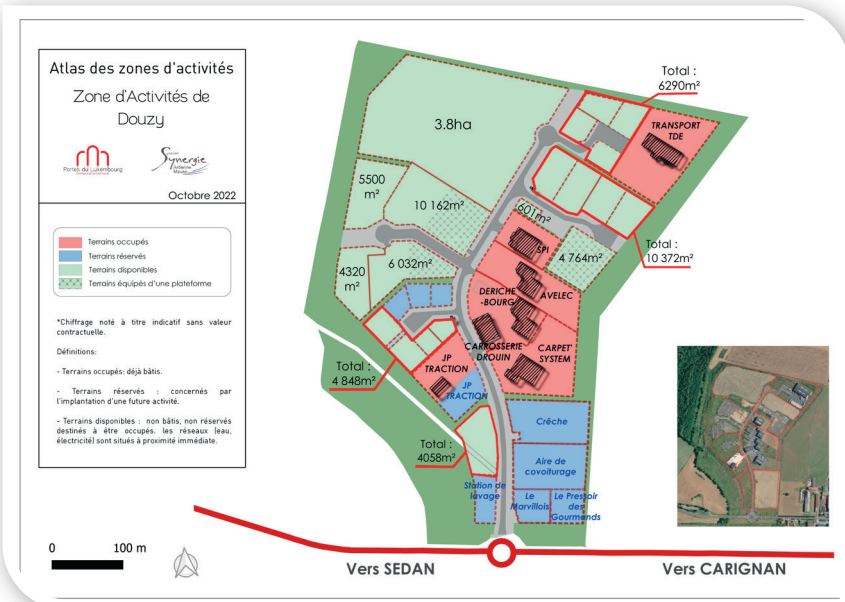 Atlas des zones d'activités
Zone d'Activités de
Douzy
Portes du Luxembourg
Synergie
Ardenne
Meuse
Octobre 2022
Terrains occupés
Terrains réservés
Terrains disponibles
Terrains équipés d'une plateforme
*Chiffrage noté à titre indicatif sans valeur
contractuelle.
Définitions:
- Terrains occupés: déjà bâtis.
- Terrains réservés : concernés par
l'implantation d'une future activité.
- Terrains disponibles : non bâtis, non réservés
destinés à être occupés. les réseaux (eau,
électricité) sont situés à proximité immédiate.
0 100 m
Total :
6290m²
TRANSPORT
TDE
3.8ha
5500
m²
10 162m²
601m²
SPI
4 764m²
Total :
10 372m²
4320
m²
6 032m²
DERICHE
-BOURG
AVELEC
CARROSSERIE
DROUIN
CARPET'
SYSTEM
JP
TRACTION
Total :
4 848m²
JP
TRACTION
Total :
4058m²
Crèche
Aire de
covoiturage
Station de
lavage
Le
Marvillois
Le Pressoir
des
Gourmands
Vers SEDAN
Vers CARIGNAN